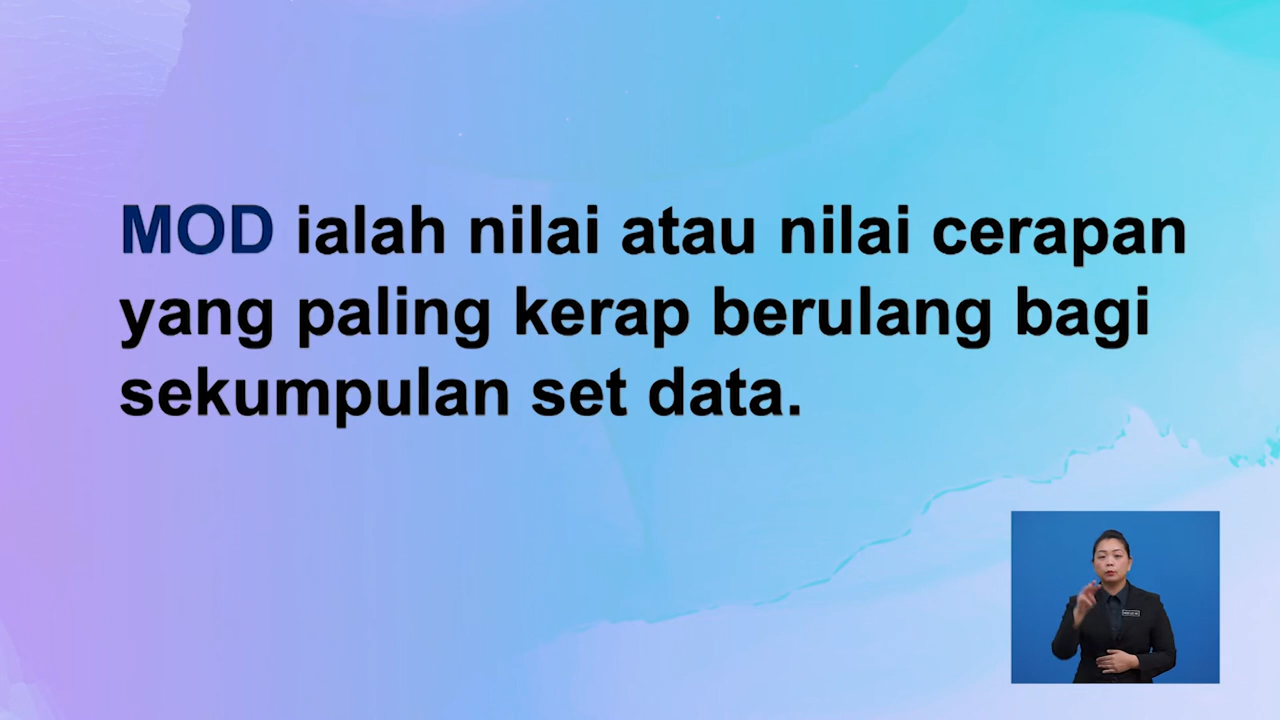 MOD ialah nilai atau nilai cerapan
yang paling kerap berulang bagi
sekumpulan set data.